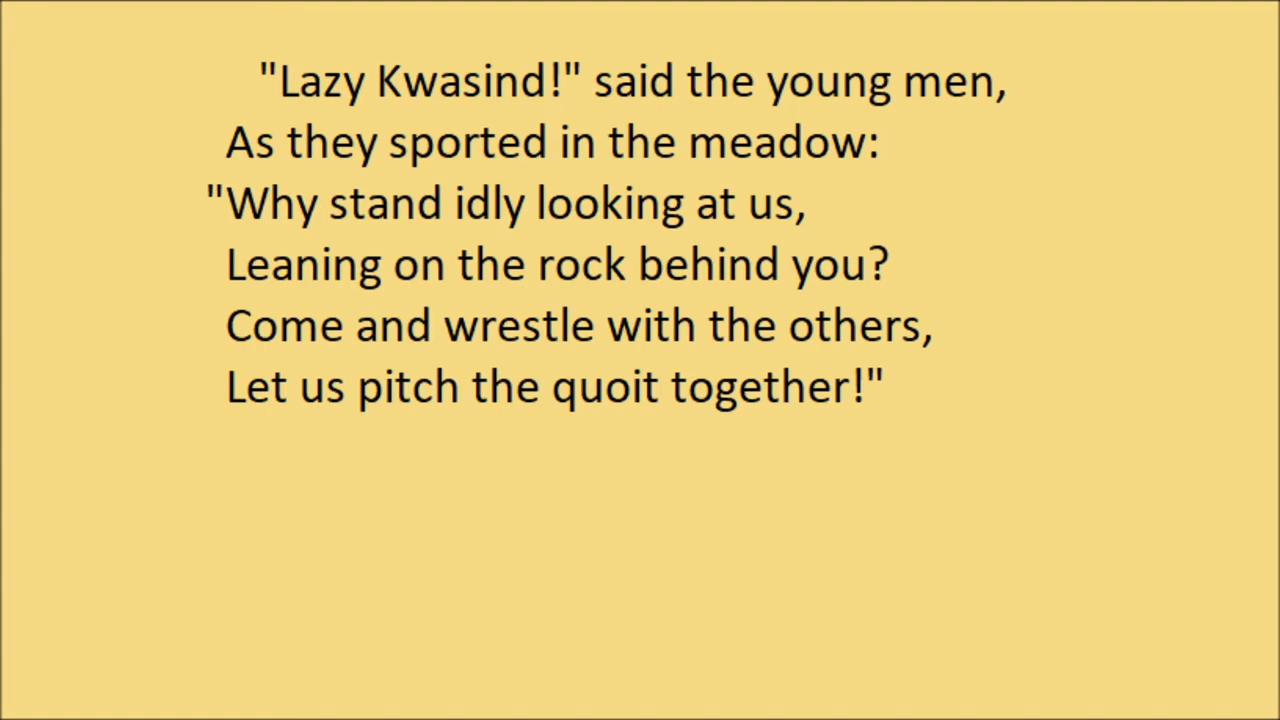 "Lazy Kwasind!" said the young men,
As they sported in the meadow:
"Why stand idly looking at us,
Leaning on the rock behind you?
Come and wrestle with the others,
Let us pitch the quoit together!"